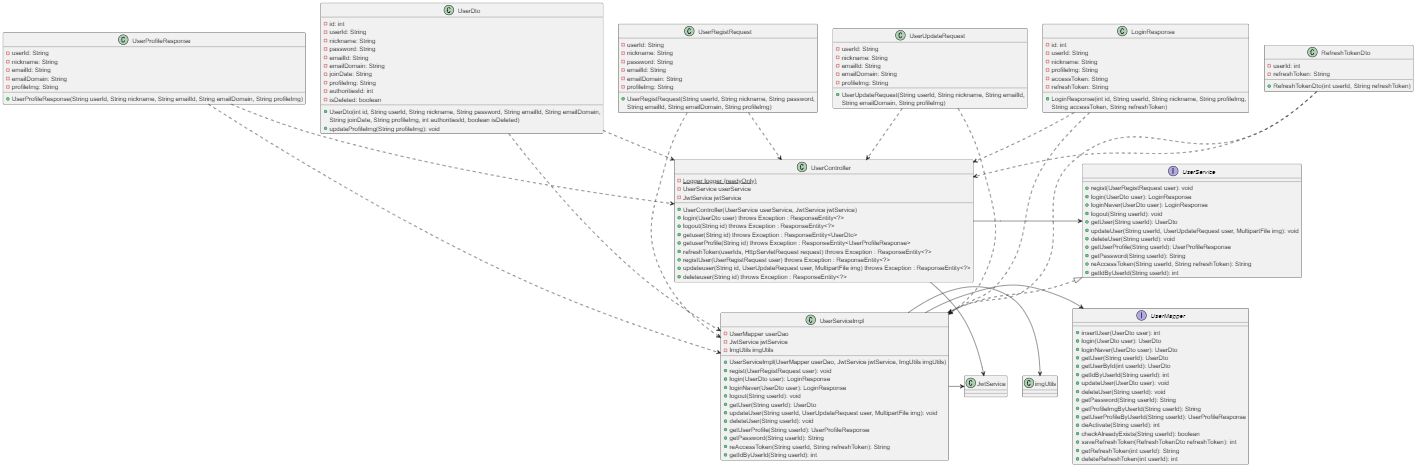 UserProfileResponse
userId: String
nickname: String
emailId: String
emailDomain: String
profileImg: String
UserProfileResponse(String userId, String nickname, String emailId, String emailDomain, String profileImg)
UserDto
id: int
userId: String
nickname: String
password: String
emailId: String
emailDomain: String
joinDate: String
profileImg: String
authoritiesId: int
isDeleted: boolean
UserDto(int id, String userId, String nickname, String password, String emailId, String emailDomain,
String joinDate, String profileImg, int authoritiesId, boolean isDeleted)
updateProfileImg(String profileImg): void
UserRegistRequest
userId: String
nickname: String
password: String
emailId: String
emailDomain: String
profileImg: String
UserRegistRequest(String userId, String nickname, String password,
String emailId, String emailDomain, String profileImg)
UserUpdateRequest
userId: String
nickname: String
emailId: String
emailDomain: String
profileImg: String
UserUpdateRequest(String userId, String nickname, String emailId,
String emailDomain, String profileImg)
LoginResponse
id: int
userId: String
nickname: String
profileImg: String
accessToken: String
refreshToken: String
LoginResponse(int id, String userId, String nickname, String profileImg,
String accessToken, String refreshToken)
RefreshTokenDto
userId: int
refreshToken: String
RefreshTokenDto(int userId, String refreshToken)
UserController
Logger logger {readyOnly}
UserService userService
JwtService jwtService
UserController(UserService userService, JwtService jwtService)
login(UserDto user) throws Exception : ResponseEntity<?>
logout(String id) throws Exception : ResponseEntity<?>
getuser(String id) throws Exception : ResponseEntity<UserDto>
getuserProfile(String id) throws Exception : ResponseEntity<UserProfileResponse>
refreshToken(userIdx, HttpServletRequest request) throws Exception : ResponseEntity<?>
registUser(UserRegistRequest user) throws Exception : ResponseEntity<?>
updateuser(String id, UserUpdateRequest user, MultipartFile img) throws Exception : ResponseEntity<?>
deleteuser(String id) throws Exception : ResponseEntity<?>
UserService
regist(UserRegistRequest user): void
login(UserDto user): LoginResponse
loginNaver(UserDto user): LoginResponse
logout(String userId): void
getUser(String userId): UserDto
updateUser(String userId, UserUpdateRequest user, MultipartFile img): void
deleteUser(String userId): void
getUserProfile(String userId): UserProfileResponse
getPassword(String userId): String
reAccessToken(String userId, String refreshToken): String
getIdByUserId(String userId): int
UserServiceImpl
UserMapper userDao
JwtService jwtService
ImgUtils imgUtils
UserServiceImpl(UserMapper userDao, JwtService jwtService, ImgUtils imgUtils)
regist(UserRegistRequest user): void
login(UserDto user): LoginResponse
loginNaver(UserDto user): LoginResponse
logout(String userId): void
getUser(String userId): UserDto
updateUser(String userId, UserUpdateRequest user, MultipartFile img): void
deleteUser(String userId): void
getUserProfile(String userId): UserProfileResponse
getPassword(String userId): String
reAccessToken(String userId, String refreshToken): String
getIdByUserId(String userId): int
JwtService
imgUtils
UserMapper
insertUser(UserDto user): int
login(UserDto user): UserDto
loginNaver(UserDto user): UserDto
getUser(String userId): UserDto
getUserById(int userId): UserDto
getIdByUserId(String userId): int
updateUser(UserDto user): void
deleteUser(String userId): void
getPassword(String userId): String
getProfileImgByUserId(String userId): String
getUserProfileByUserId(String userId): UserProfileResponse
deActivate(String userId): int
checkAlreadyExists(String userId): boolean
saveRefreshToken(RefreshTokenDto refreshToken): int
getRefreshToken(int userId): String
deleteRefreshToken(int userId): int